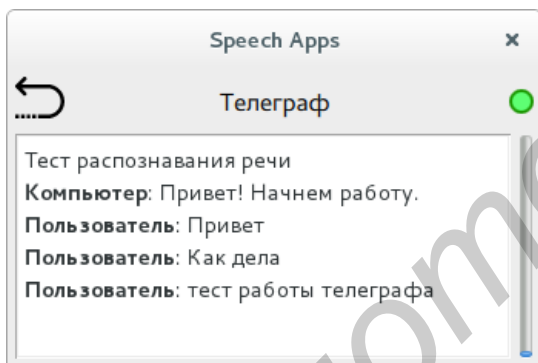 Speech Apps
Телеграф
Тест распознавания речи
Компьютер: Привет! Начнем работу.
Пользователь: Привет
Пользователь: Как дела
Пользователь: тест работы телеграфа